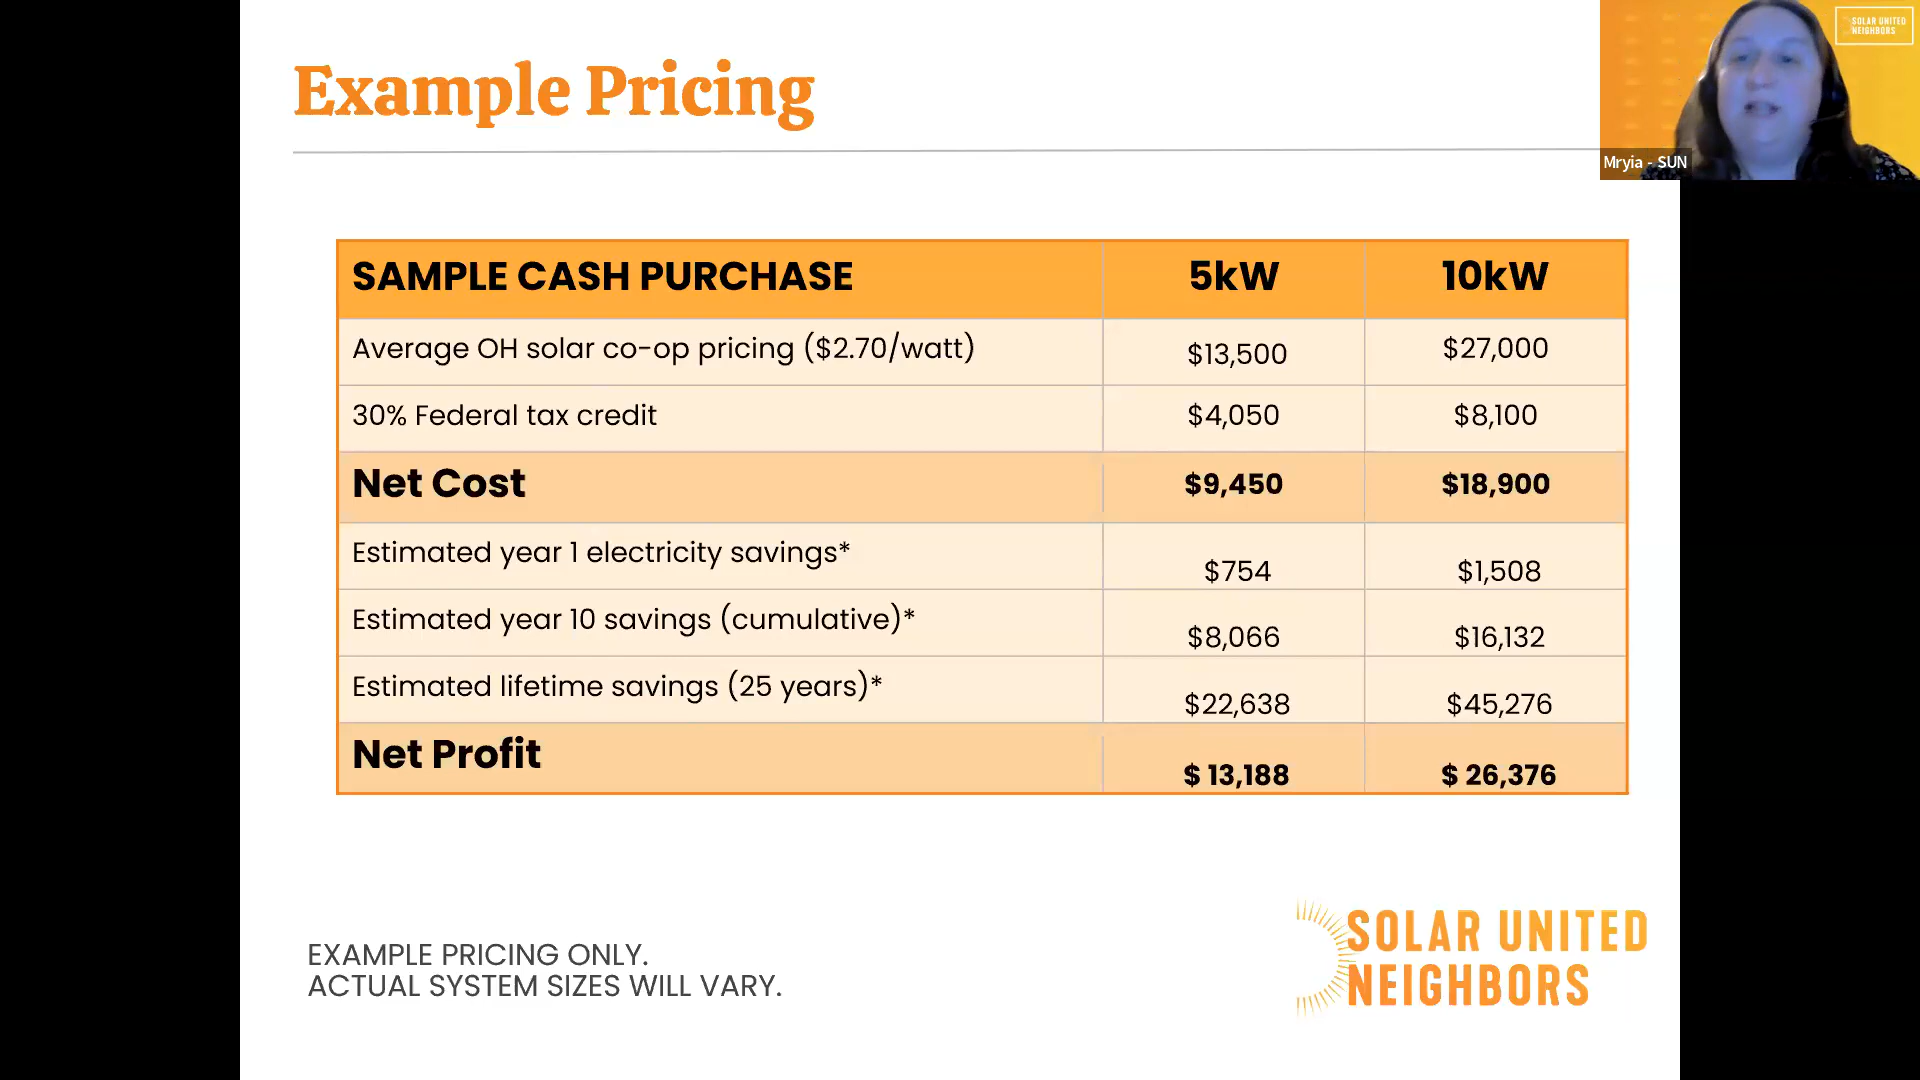 Example Pricing
SOLAR UNITED
NEIGHBORS
Mryia - SUN
SAMPLE CASH PURCHASE 5kW 10kW
Average OH solar co-op pricing ($2.70/watt) $13,500 $27,000
30% Federal tax credit $4,050 $8,100
Net Cost $9,450 $18,900
Estimated year 1 electricity savings* $754 $1,508
Estimated year 10 savings (cumulative)* $8,066 $16,132
Estimated lifetime savings (25 years)* $22,638 $45,276
Net Profit $ 13,188 $ 26,376
EXAMPLE PRICING ONLY.
ACTUAL SYSTEM SIZES WILL VARY.
SOLAR UNITED
NEIGHBORS